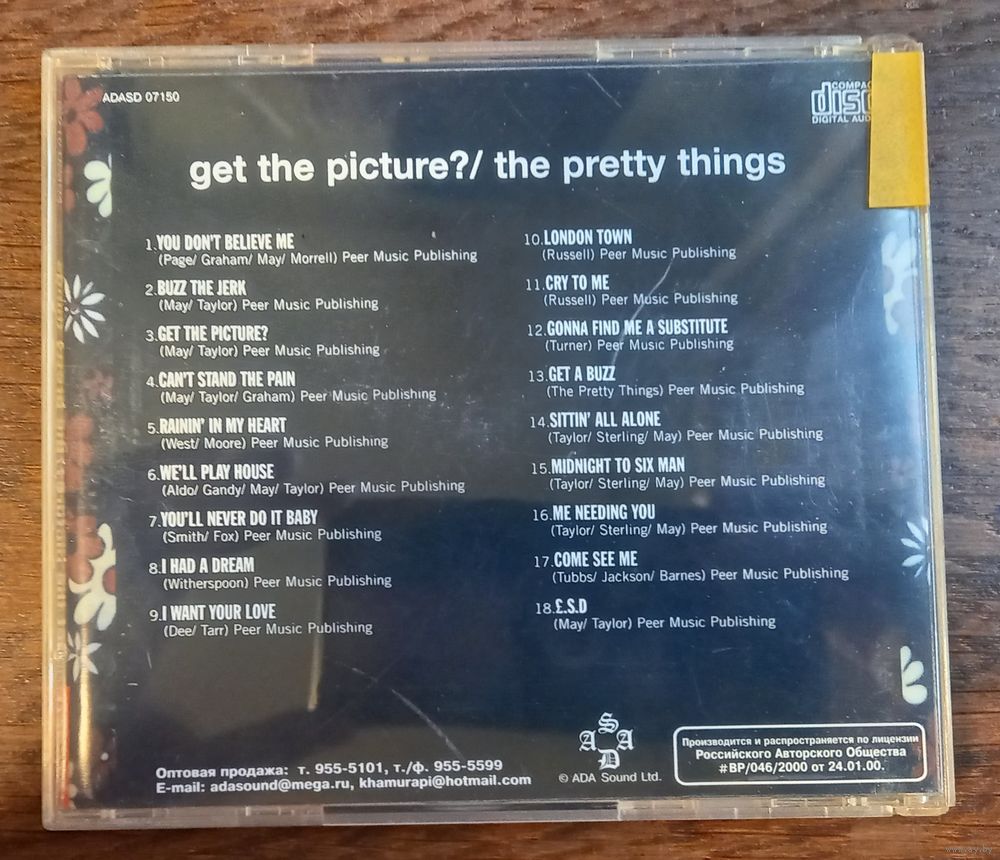 ADASD 07150
COMPAC
disc
DIGITAL AUD
get the picture?/ the pretty things
1.YOU DON'T BELIEVE ME
(Page/ Graham/ May/ Morrell) Peer Music Publishing
2.BUZZ THE JERK
(May/ Taylor) Peer Music Publishing
3.GET THE PICTURE?
(May/ Taylor) Peer Music Publishing
4.CAN'T STAND THE PAIN
(May/ Taylor/ Graham) Peer Music Publishing
5.RAININ' IN MY HEART
(West/ Moore) Peer Music Publishing
6.WE'LL PLAY HOUSE
(Aldo/ Gandy/ May/ Taylor) Peer Music Publishing
7.YOU'LL NEVER DO IT BABY
(Smith/ Fox) Peer Music Publishing
8.I HAD A DREAM
(Witherspoon) Peer Music Publishing
9.I WANT YOUR LOVE
(Dee/ Tarr) Peer Music Publishing
10.LONDON TOWN
(Russell) Peer Music Publishing
11.CRY TO ME
(Russell) Peer Music Publishing
12.GONNA FIND ME A SUBSTITUTE
(Turner) Peer Music Publishing
13.GET A BUZZ
(The Pretty Things) Peer Music Publishing
14.SITTIN' ALL ALONE
(Taylor/ Sterling/ May) Peer Music Publishing
15.MIDNIGHT TO SIX MAN
(Taylor/ Sterling/ May) Peer Music Publishing
16.ME NEEDING YOU
(Taylor/ Sterling/ May) Peer Music Publishing
17.COME SEE ME
(Tubbs/ Jackson/ Barnes) Peer Music Publishing
18.£.S.D
(May/ Taylor) Peer Music Publishing
Оптовая продажа: т. 955-5101, т./ф. 955-5599
E-mail: adasound@mega.ru, khamurapi@hotmail.com
S
A A
D
© ADA Sound Ltd.
Производится и распространяется по лицензии
Российского Авторского Общества
#BP/046/2000 от 24.01.00.